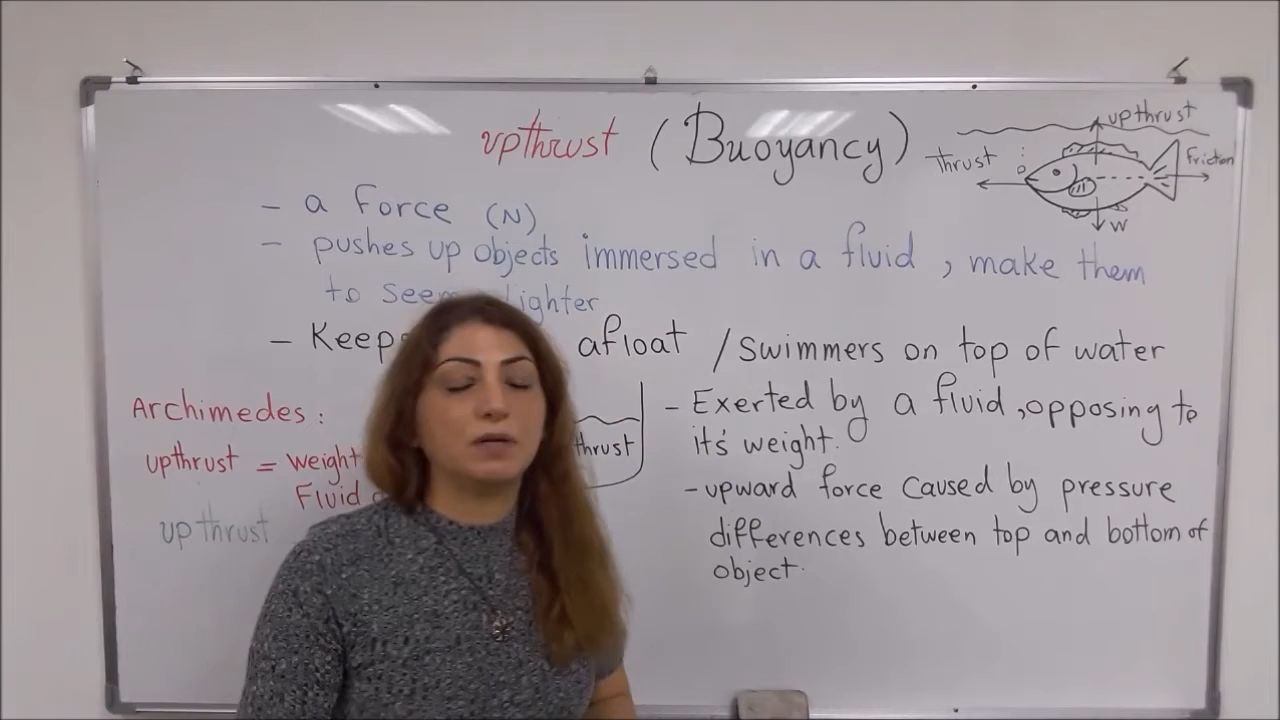 upthrust (Buoyancy)
upthrust
thrust
Friction
W
- a force (N)
- pushes up objects immersed in a fluid, make them
to seem lighter
- Keeps afloat / swimmers on top of water
Archimedes :
upthrust = weight
Fluid
upthrust
thrust
- Exerted by a fluid, opposing to
it's weight.
- upward force caused by pressure
differences between top and bottom of
object.